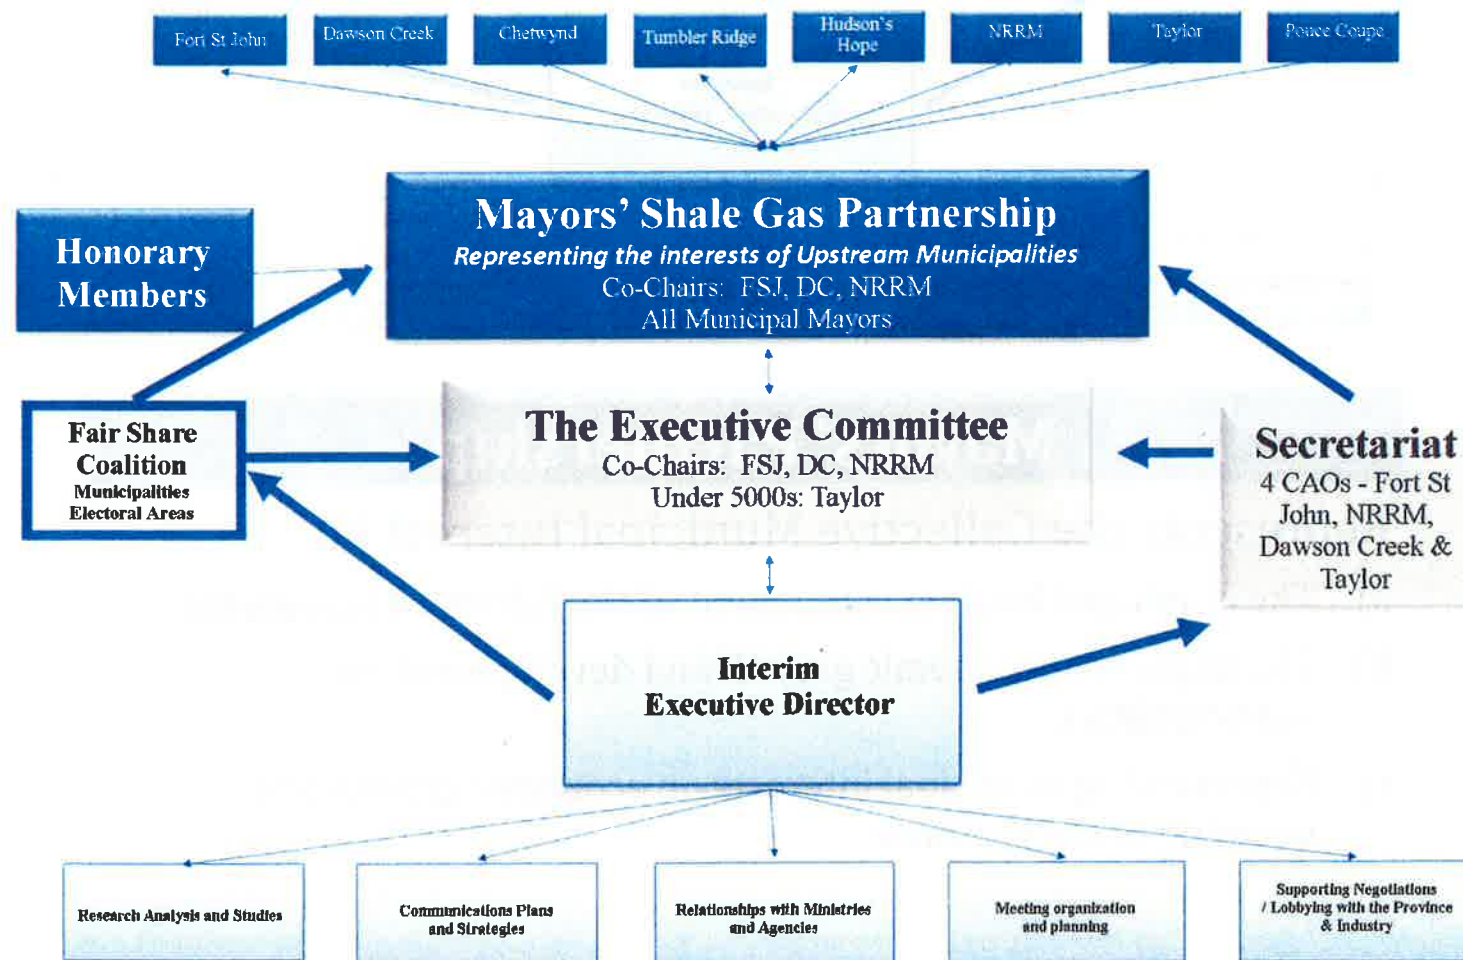 Fort St John
Dawson Creek
Chetwynd
Tumbler Ridge
Hudson's
Hope
NRRM
Taylor
Pouce Coupe
Mayors' Shale Gas Partnership
Representing the interests of Upstream Municipalities
Co-Chairs: FSJ, DC, NRRM
All Municipal Mayors
Honorary
Members
Fair Share
Coalition
Municipalities
Electoral Areas
The Executive Committee
Co-Chairs: FSJ, DC, NRRM
Under 5000s: Taylor
Secretariat
4 CAOs - Fort St
John, NRRM,
Dawson Creek &
Taylor
Interim
Executive Director
Research Analysis and Studies
Communications Plans
and Strategies
Relationships with Ministries
and Agencies
Meeting organization
and planning
Supporting Negotiations
/ Lobbying with the Province
& Industry